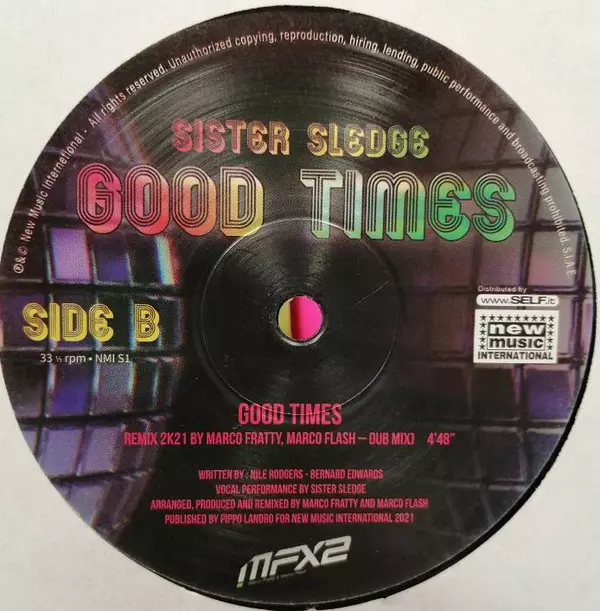 ℗ & © New Music International - All rights reserved. Unauthorized copying, reproduction, hiring, lending, public performance and broadcasting prohibited. S.I.A.E.
SISTER SLEDGE
GOOD TIMES
SIDE B
33 ⅓ rpm • NMI S1
Distributed by
www.SELF.it
new
music
INTERNATIONAL
GOOD TIMES
REMIX 2K21 BY MARCO FRATTY, MARCO FLASH – DUB MIX) 4'46"
WRITTEN BY : NILE RODGERS - BERNARD EDWARDS
VOCAL PERFORMANCE BY SISTER SLEDGE
ARRANGED, PRODUCED AND REMIXED BY MARCO FRATTY AND MARCO FLASH
PUBLISHED BY PIPPO LANDRO FOR NEW MUSIC INTERNATIONAL 2021
MFX2